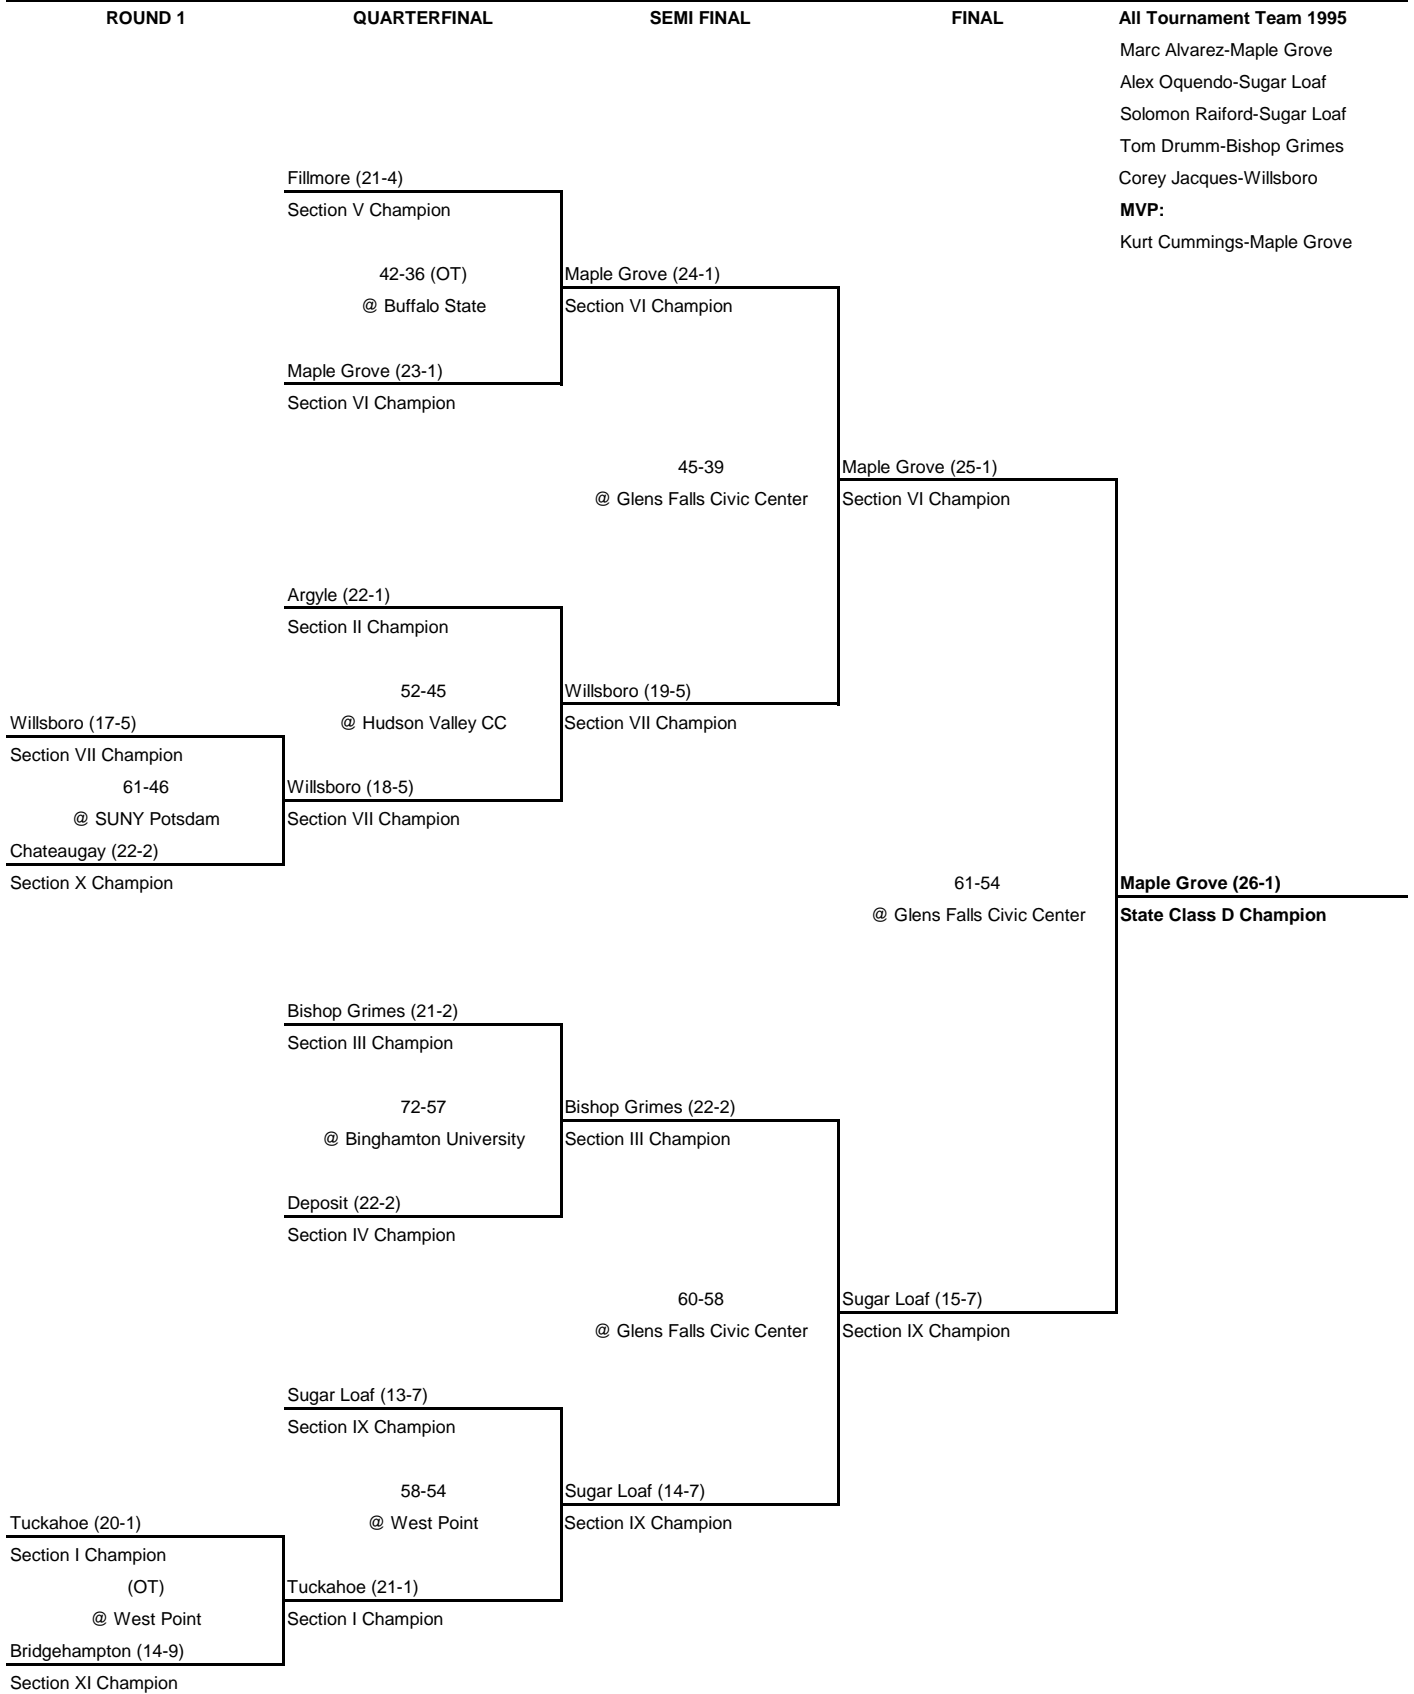 ROUND 1 QUARTERFINAL SEMI FINAL FINAL All Tournament Team 1995
Marc Alvarez-Maple Grove
Alex Oquendo-Sugar Loaf
Solomon Raiford-Sugar Loaf
Tom Drumm-Bishop Grimes
Fillmore (21-4) Corey Jacques-Willsboro
Section V Champion MVP:
Kurt Cummings-Maple Grove
42-36 (OT) Maple Grove (24-1)
@ Buffalo State Section VI Champion
Maple Grove (23-1)
Section VI Champion
45-39 Maple Grove (25-1)
@ Glens Falls Civic Center Section VI Champion
Argyle (22-1)
Section II Champion
52-45 Willsboro (19-5)
Willsboro (17-5) @ Hudson Valley CC Section VII Champion
Section VII Champion
61-46 Willsboro (18-5)
@ SUNY Potsdam Section VII Champion
Chateaugay (22-2)
Section X Champion 61-54 Maple Grove (26-1)
@ Glens Falls Civic Center State Class D Champion
Bishop Grimes (21-2)
Section III Champion
72-57 Bishop Grimes (22-2)
@ Binghamton University Section III Champion
Deposit (22-2)
Section IV Champion
60-58 Sugar Loaf (15-7)
@ Glens Falls Civic Center Section IX Champion
Sugar Loaf (13-7)
Section IX Champion
58-54 Sugar Loaf (14-7)
Tuckahoe (20-1) @ West Point Section IX Champion
Section I Champion
(OT) Tuckahoe (21-1)
@ West Point Section I Champion
Bridgehampton (14-9)
Section XI Champion